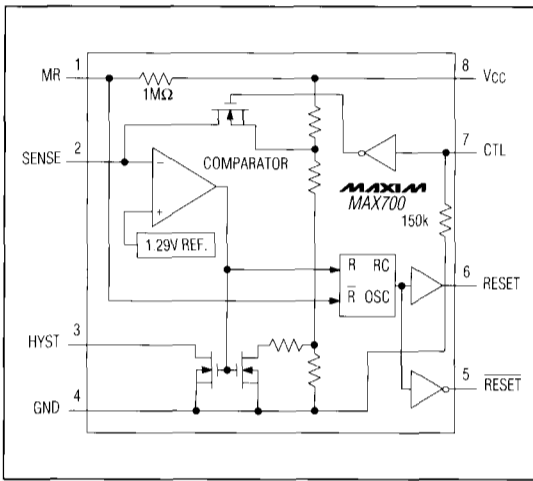 1
MR
1MΩ
8
VCC
2
SENSE
−
+
COMPARATOR
7
CTL
MAXIM
MAX700
150k
1.29V REF.
R RC
R̅ OSC
6
RESET
3
HYST
4
GND
5
R̅E̅S̅E̅T̅